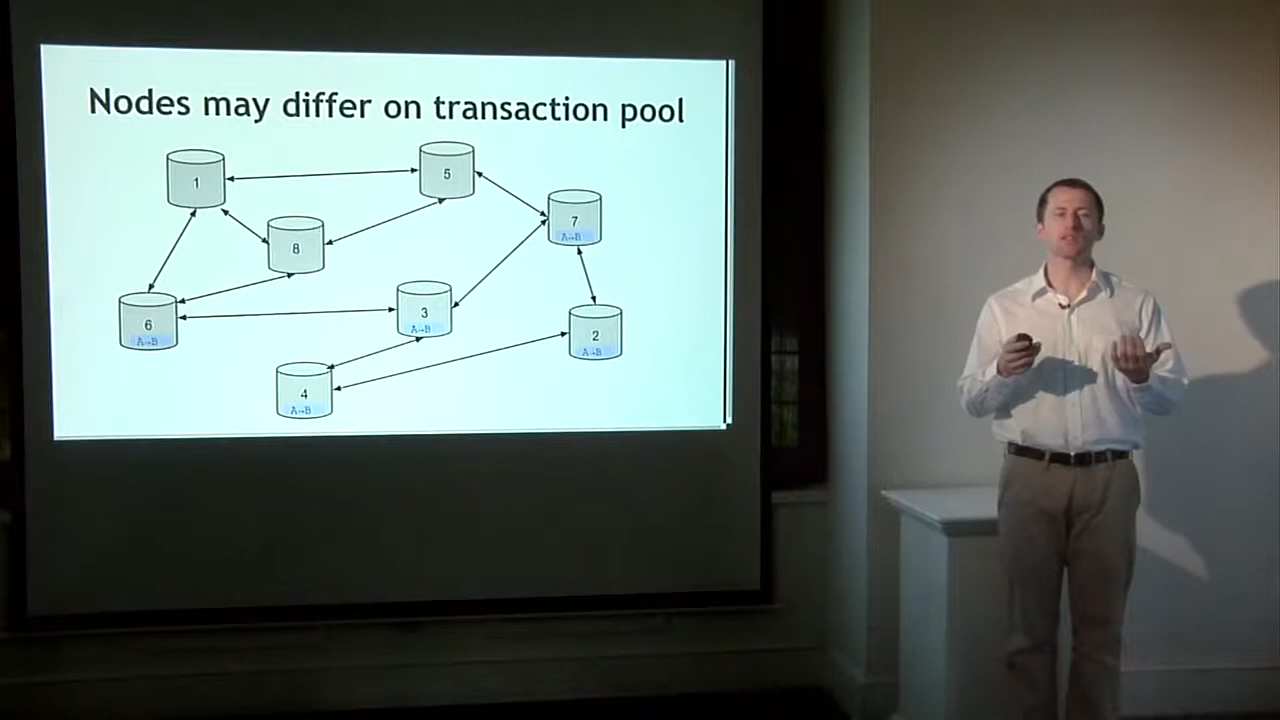 Nodes may differ on transaction pool
1
5
7
A→B
8
6
A→B
3
A→B
2
A→B
4
A→B